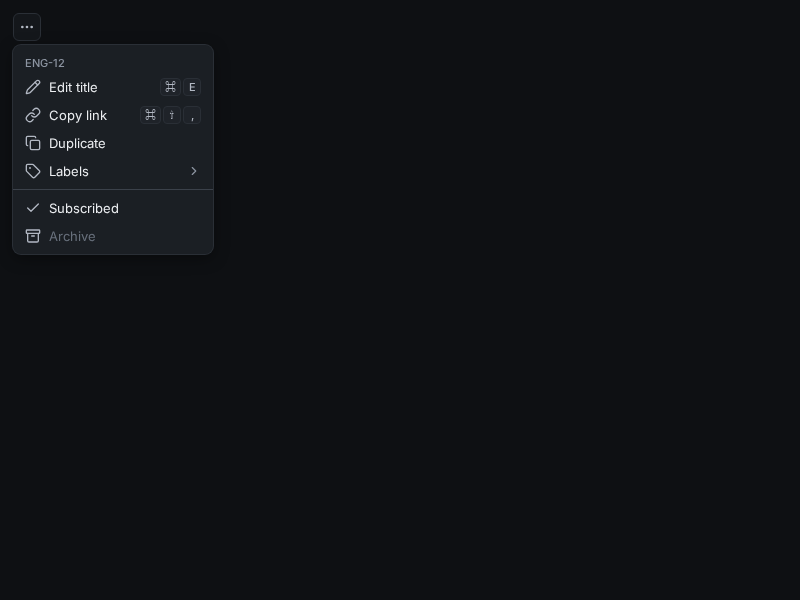 ENG-12
Edit title ⌘ E
Copy link ⌘ ⇧ ,
Duplicate
Labels
Subscribed
Archive